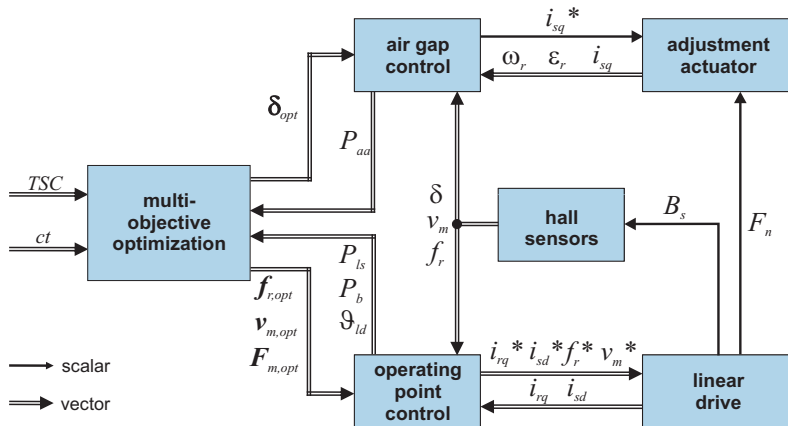 air gap
control
i_sq*
ω_r ε_r i_sq
adjustment
actuator
δ_opt
P_aa
TSC
ct
multi-
objective
optimization
δ
v_m
f_r
hall
sensors
B_s
F_n
P_ls
P_b
ϑ_ld
f_r,opt
v_m,opt
F_m,opt
operating
point
control
i_rq* i_sd* f_r* v_m*
i_rq i_sd
linear
drive
scalar
vector